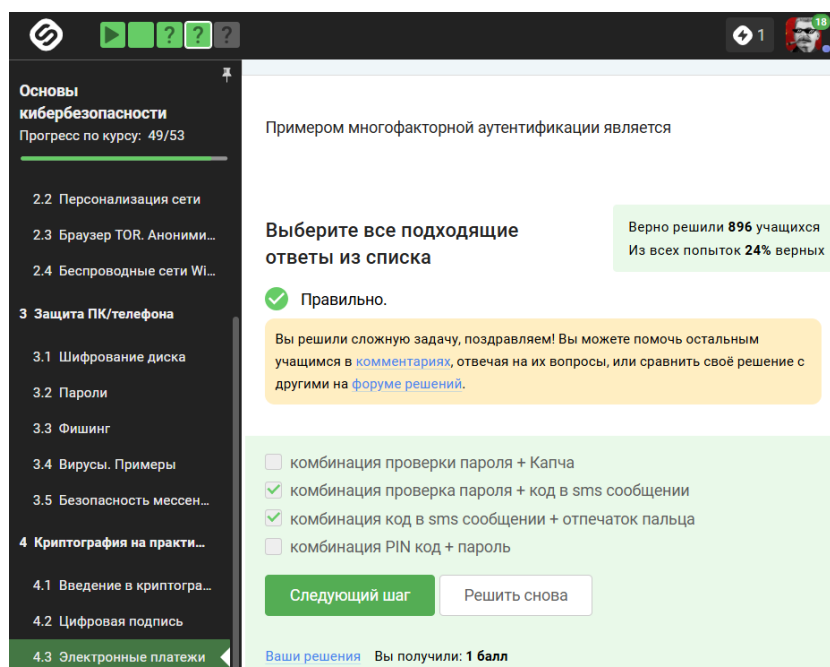 ? ? ?
1
18
Основы
кибербезопасности
Прогресс по курсу: 49/53
2.2 Персонализация сети
2.3 Браузер TOR. Аноними...
2.4 Беспроводные сети Wi...
3 Защита ПК/телефона
3.1 Шифрование диска
3.2 Пароли
3.3 Фишинг
3.4 Вирусы. Примеры
3.5 Безопасность мессен...
4 Криптография на практи...
4.1 Введение в криптогра...
4.2 Цифровая подпись
4.3 Электронные платежи
Примером многофакторной аутентификации является
Выберите все подходящие
ответы из списка
Верно решили 896 учащихся
Из всех попыток 24% верных
Правильно.
Вы решили сложную задачу, поздравляем! Вы можете помочь остальным
учащимся в комментариях, отвечая на их вопросы, или сравнить своё решение с
другими на форуме решений.
комбинация проверки пароля + Капча
комбинация проверка пароля + код в sms сообщении
комбинация код в sms сообщении + отпечаток пальца
комбинация PIN код + пароль
Следующий шаг
Решить снова
Ваши решения Вы получили: 1 балл